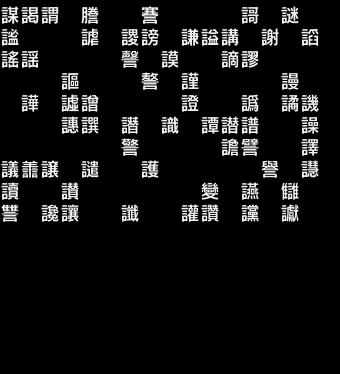 謀謁謂 謄 謇 謌 謎
謐 謔 謖謗 謙謚講 謝 謟
謠謡 謦 謨 謫謬
謳 謷 謹 謾
譁 譃譄 證 譌 譎譏
譓譔 譖 識 譚譛譜 譟
警 譫譬 譯
議譱譲 譴 護 譽 譿
讀 讃 變 讌 讎
讐 讒讓 讖 讙讚 讜 讞